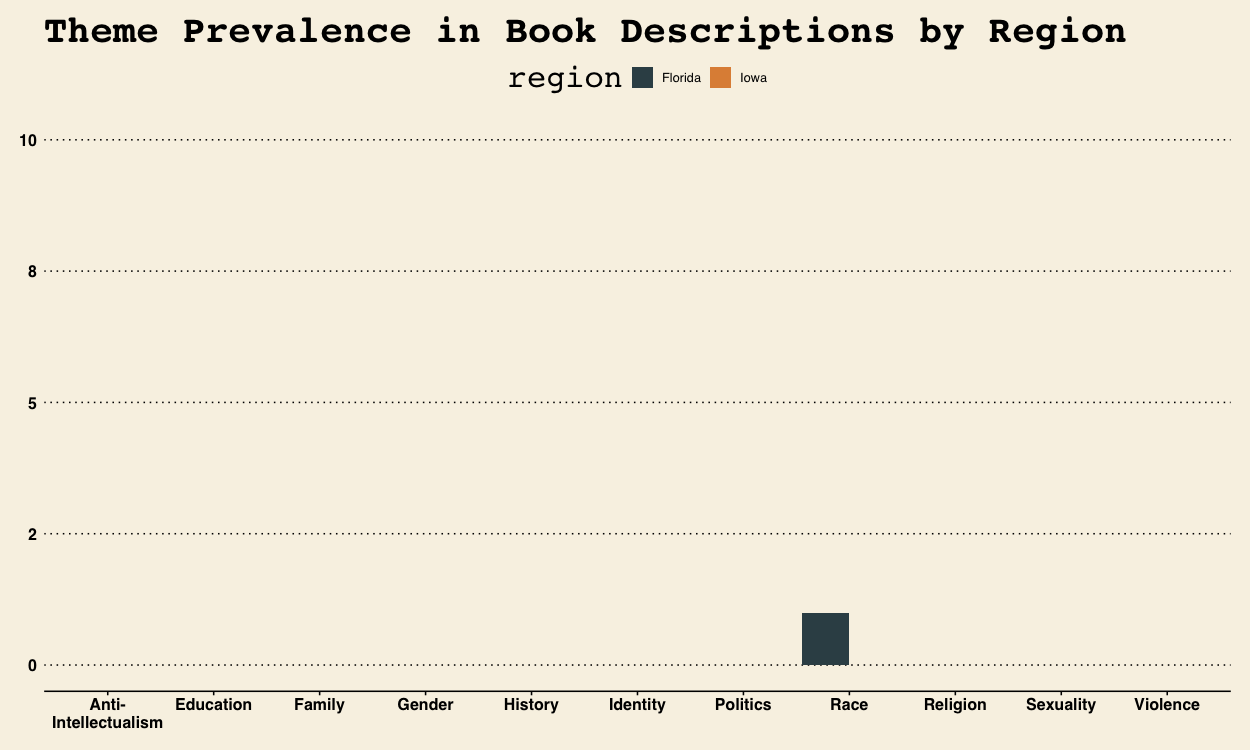 Theme Prevalence in Book Descriptions by Region
region Florida Iowa
10
8
5
2
0
Anti- Education Family Gender History Identity Politics Race Religion Sexuality Violence
Intellectualism